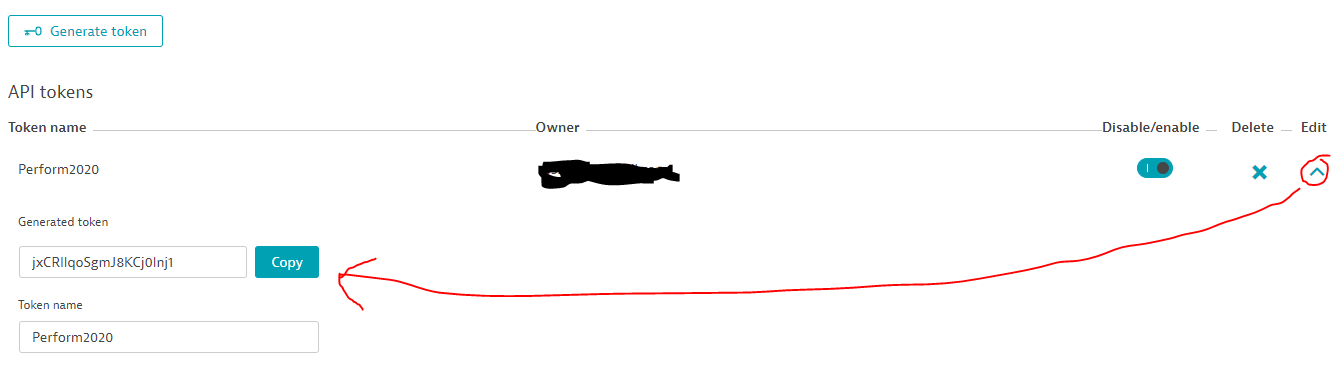 Generate token
API tokens
Token name Owner Disable/enable Delete Edit
Perform2020
Generated token
jxCRIlqoSgmJ8KCj0Inj1 Copy
Token name
Perform2020